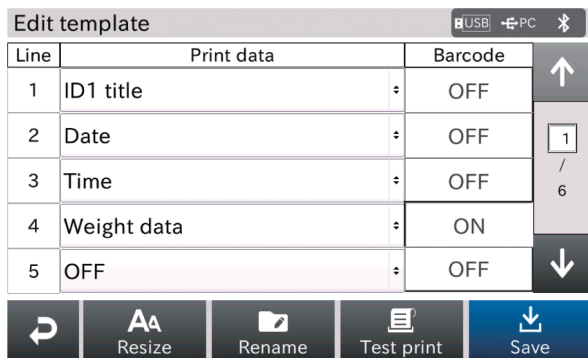 Edit template USB PC
Line Print data Barcode
1 ID1 title OFF
2 Date OFF
3 Time OFF
4 Weight data ON
5 OFF OFF
1
/
6
AA Resize Rename Test print Save